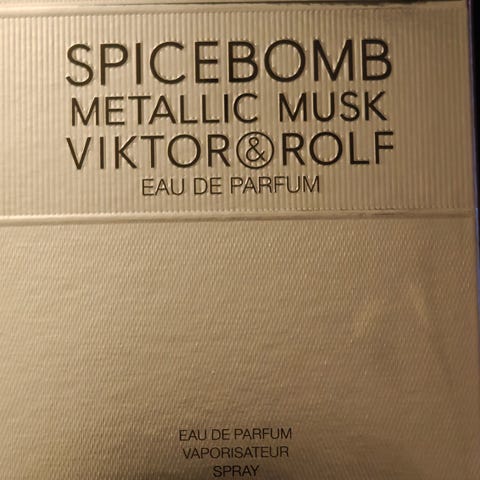 SPICEBOMB
METALLIC MUSK
VIKTOR&ROLF
EAU DE PARFUM
EAU DE PARFUM
VAPORISATEUR
SPRAY